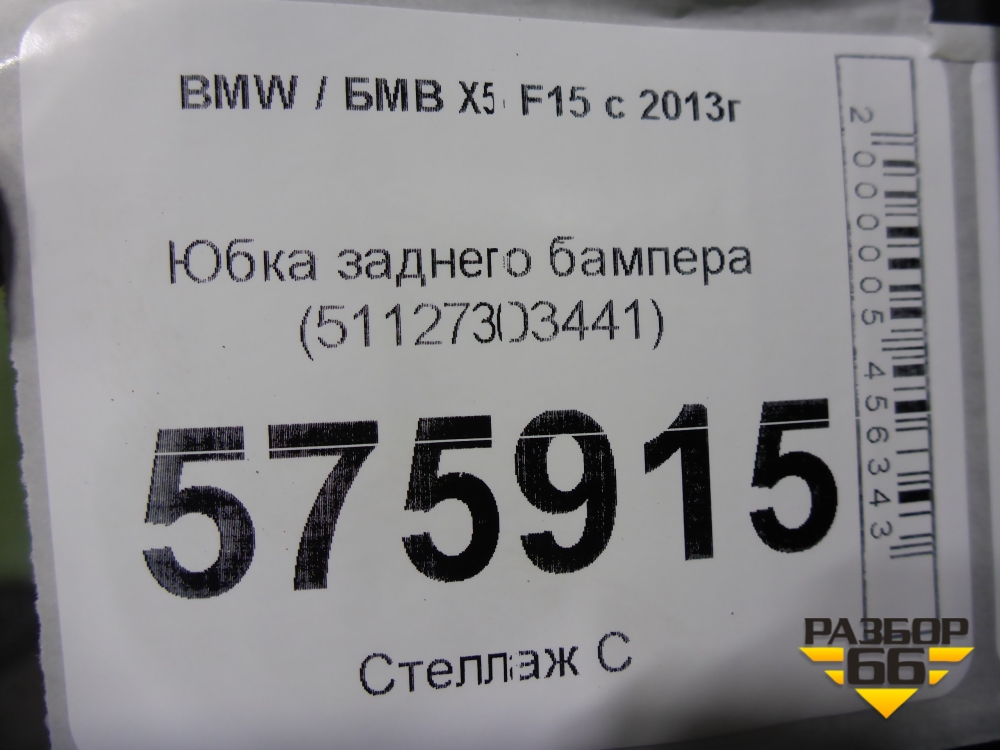 BMW / БМВ X5 F15 с 2013г
Юбка заднего бампера
(51127303441)
575915
Стеллаж С
2000005456343
РАЗБОР
66